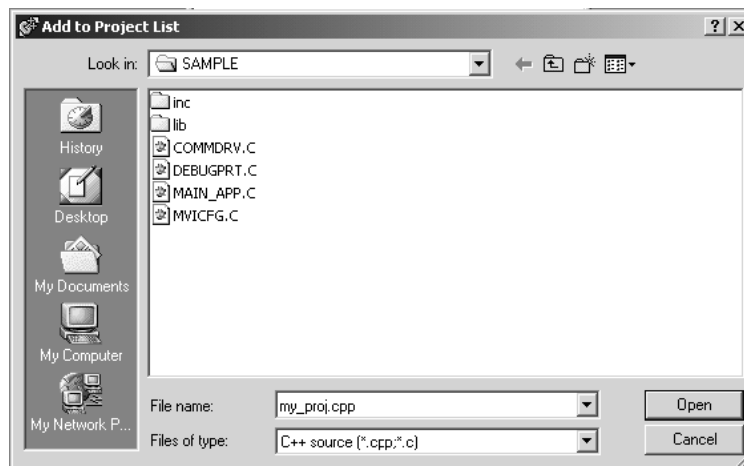 Add to Project List
Look in: SAMPLE
History
Desktop
My Documents
My Computer
My Network P...
inc
lib
COMMDRV.C
DEBUGPRT.C
MAIN_APP.C
MVICFG.C
File name: my_proj.cpp Open
Files of type: C++ source (*.cpp;*.c) Cancel